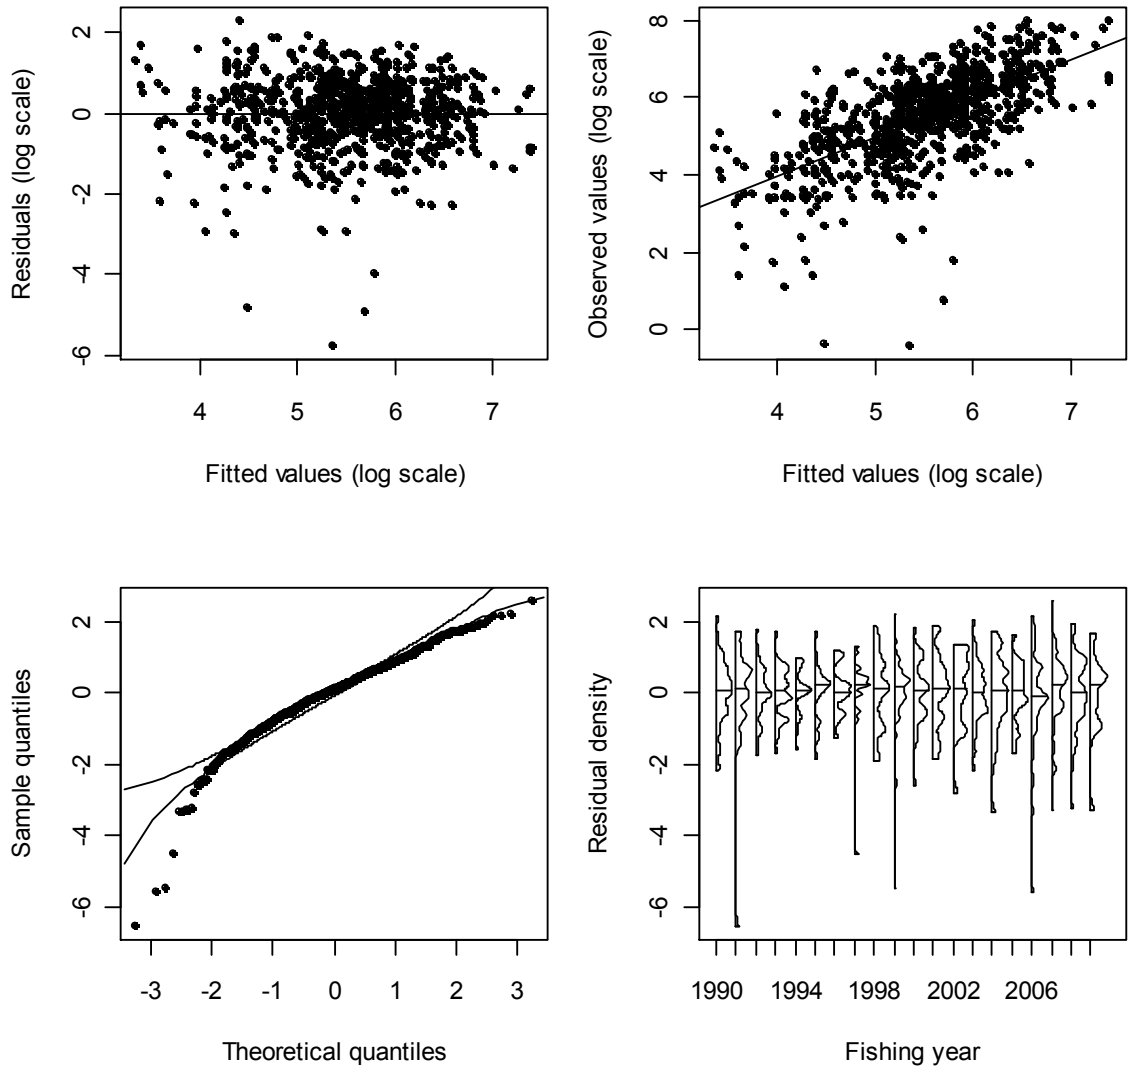 Residuals (log scale)
2
0
-2
-4
-6
4 5 6 7
Fitted values (log scale)
Observed values (log scale)
8
6
4
2
0
4 5 6 7
Fitted values (log scale)
Sample quantiles
2
0
-2
-4
-6
-3 -2 -1 0 1 2 3
Theoretical quantiles
Residual density
2
0
-2
-4
-6
1990 1994 1998 2002 2006
Fishing year